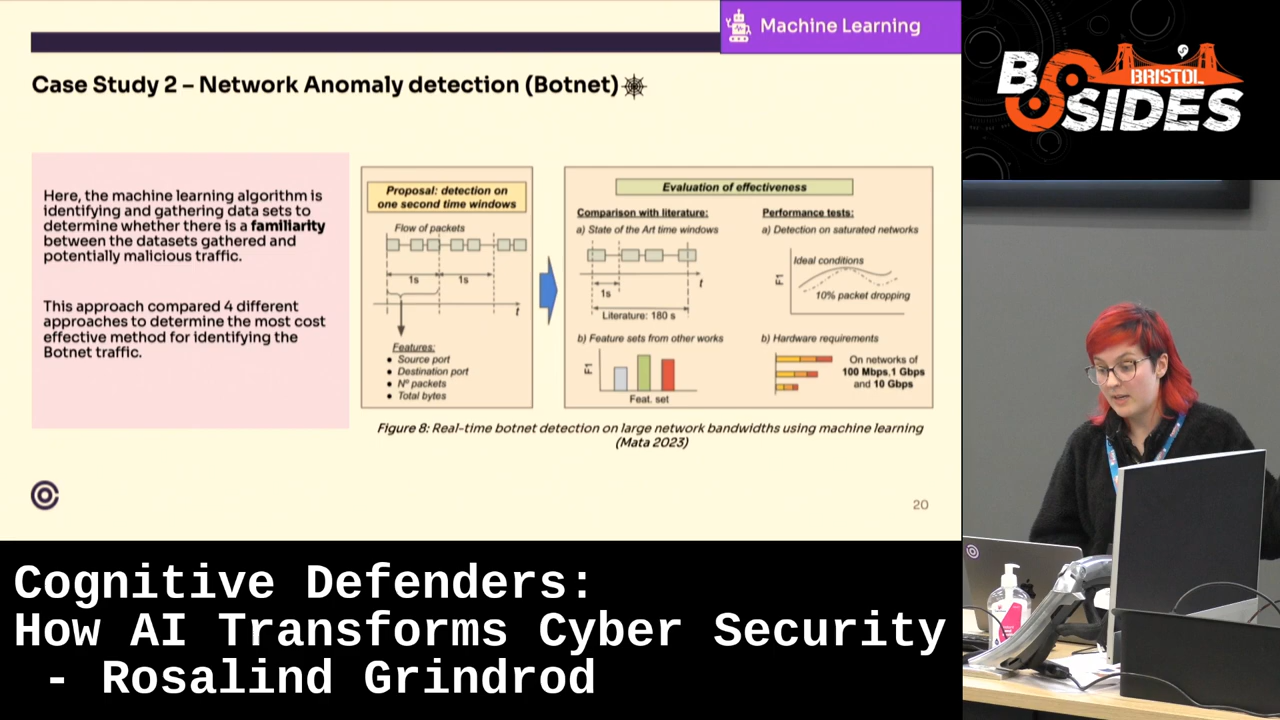 Machine Learning
Case Study 2 – Network Anomaly detection (Botnet)
Here, the machine learning algorithm is
identifying and gathering data sets to
determine whether there is a familiarity
between the datasets gathered and
potentially malicious traffic.
This approach compared 4 different
approaches to determine the most cost
effective method for identifying the
Botnet traffic.
Proposal: detection on
one second time windows
Flow of packets
1s 1s
t
Features:
Source port
Destination port
Nº packets
Total bytes
Evaluation of effectiveness
Comparison with literature:
a) State of the Art time windows
1s
t
Literature: 180 s
b) Feature sets from other works
F1
Feat. set
Performance tests:
a) Detection on saturated networks
F1
Ideal conditions
10% packet dropping
b) Hardware requirements
On networks of
100 Mbps,1 Gbps
and 10 Gbps
Figure 8: Real-time botnet detection on large network bandwidths using machine learning
(Mata 2023)
20
BSIDES
BRISTOL
Cognitive Defenders:
How AI Transforms Cyber Security
- Rosalind Grindrod